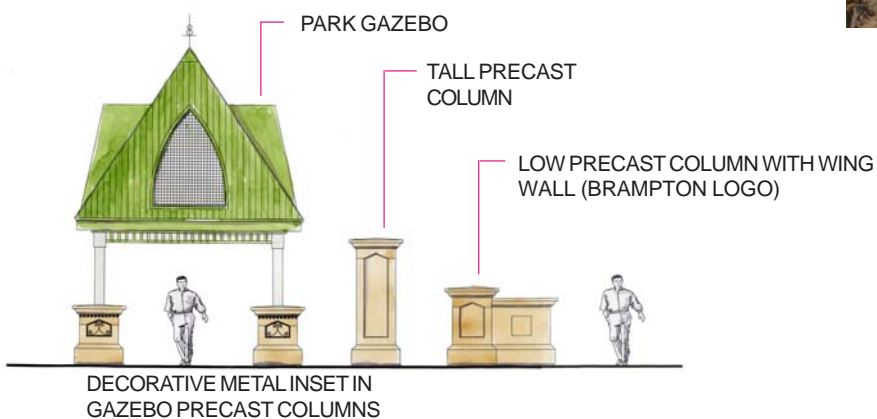 PARK GAZEBO
TALL PRECAST
COLUMN
LOW PRECAST COLUMN WITH WING
WALL (BRAMPTON LOGO)
DECORATIVE METAL INSET IN
GAZEBO PRECAST COLUMNS